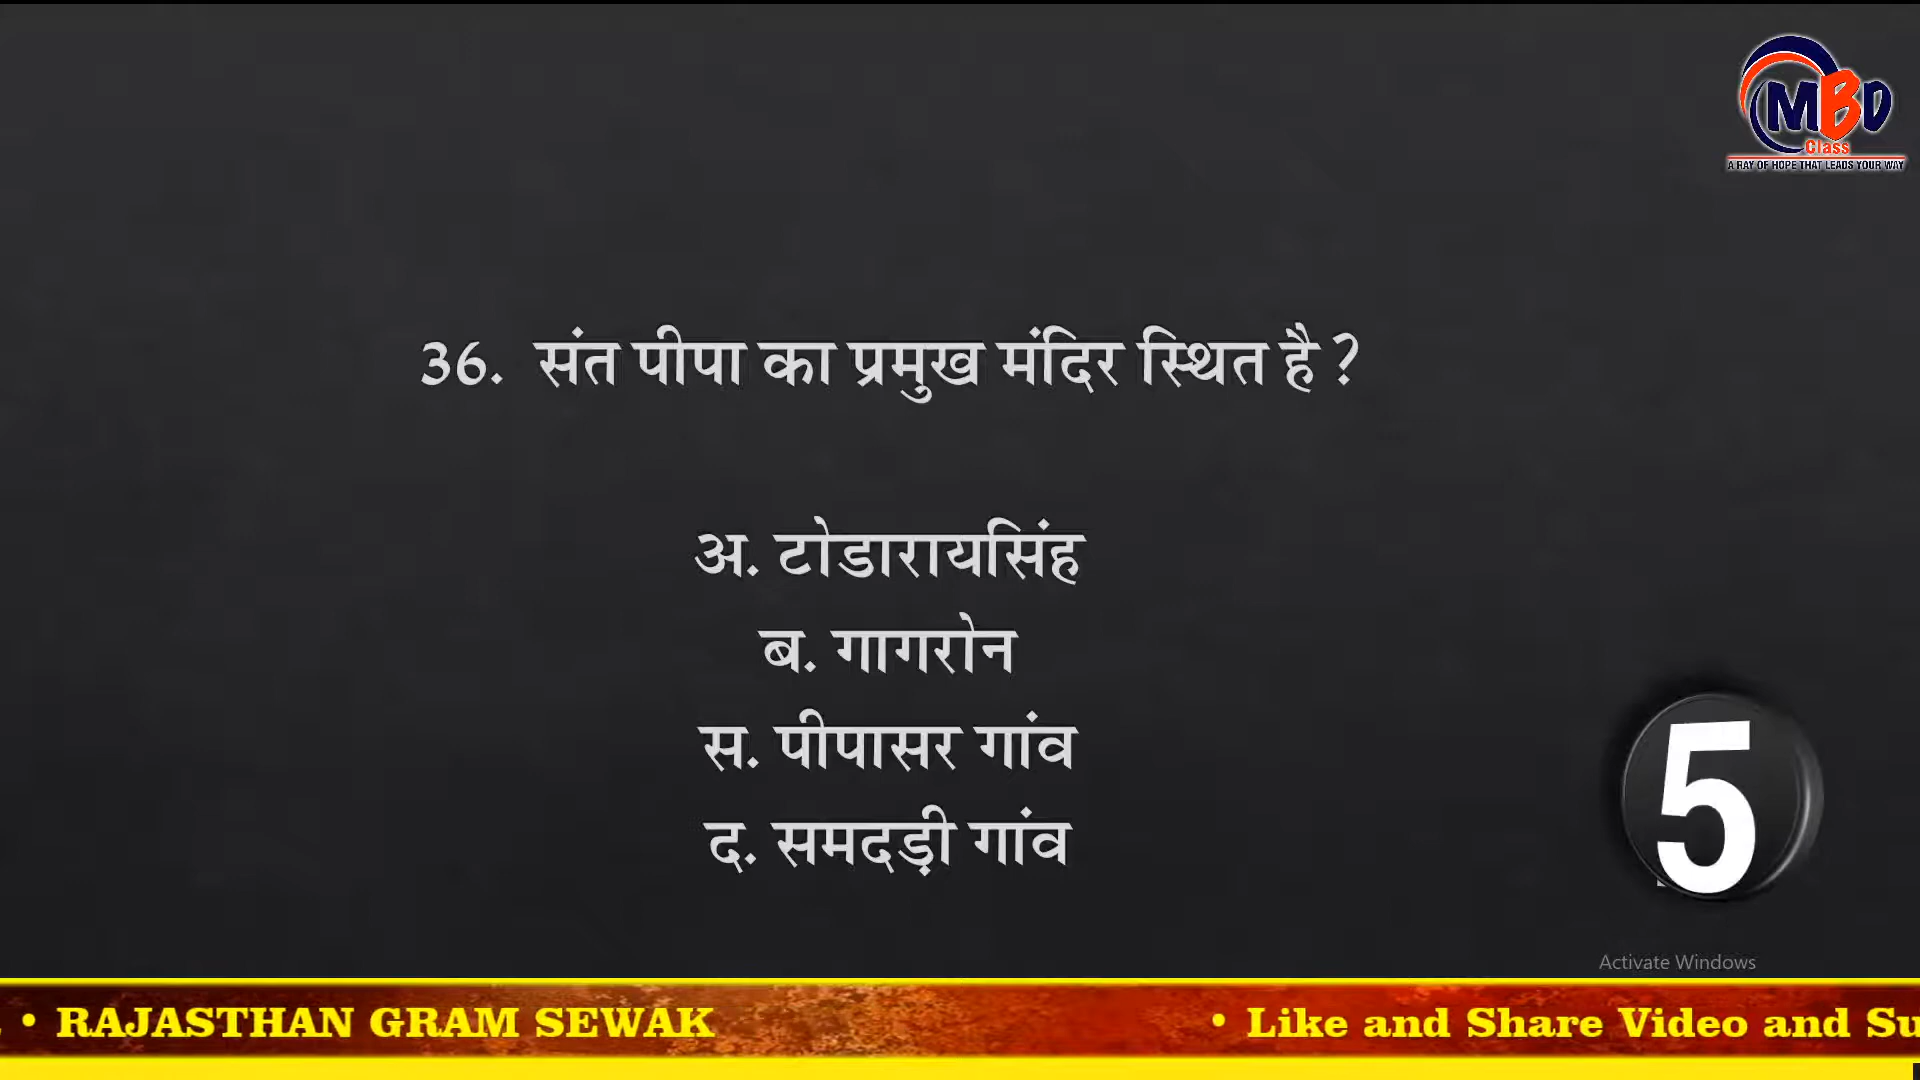 MBD
Class
A RAY OF HOPE THAT LEADS YOUR WAY
36. संत पीपा का प्रमुख मंदिर स्थित है ?
अ. टोडारायसिंह
ब. गागरोन
स. पीपासर गांव
द. समदड़ी गांव
5
Activate Windows
• RAJASTHAN GRAM SEWAK • Like and Share Video and Su